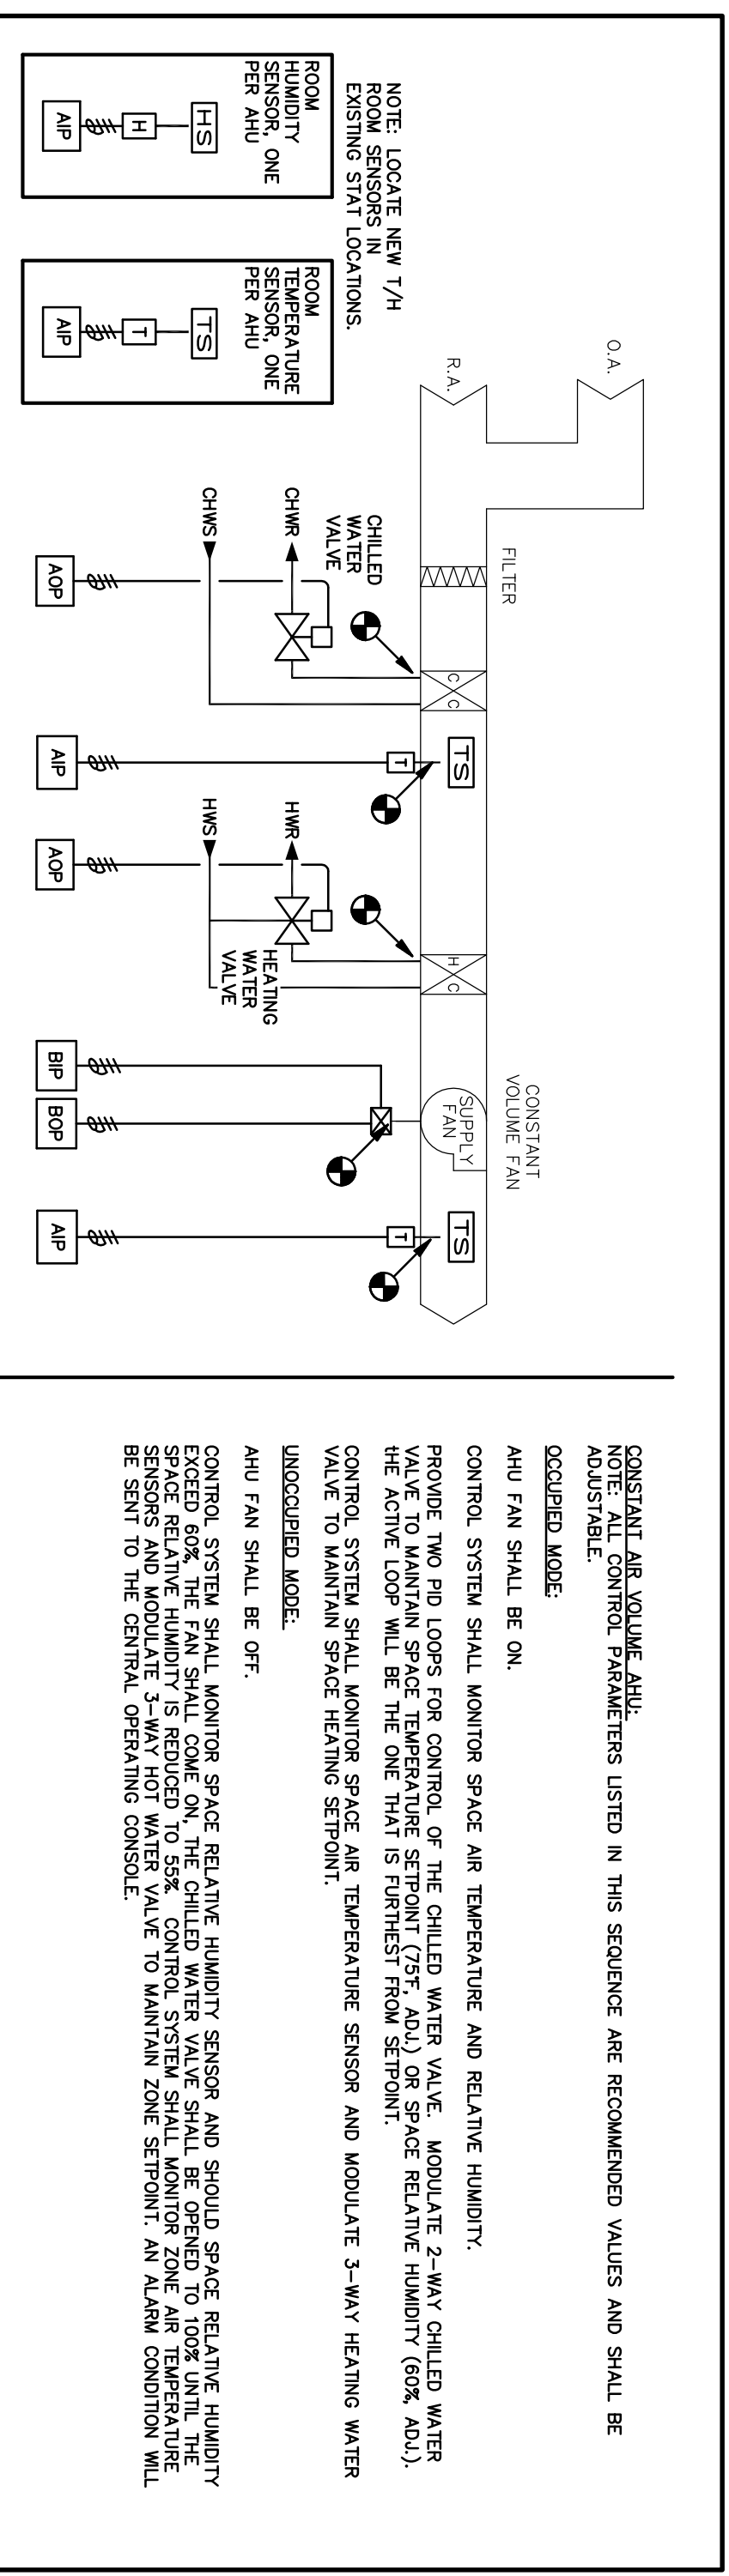 NOTE: LOCATE NEW T/H
ROOM SENSORS IN
EXISTING STAT LOCATIONS.
ROOM
HUMIDITY
SENSOR, ONE
PER AHU
HS
H
AIP
ROOM
TEMPERATURE
SENSOR, ONE
PER AHU
TS
T
AIP
O.A.
R.A.
FILTER
CHILLED
WATER
VALVE
CHWR
CHWS
C C
AOP
TS
T
AIP
HWR
HWS
HEATING
WATER
VALVE
H C
AOP
CONSTANT
VOLUME FAN
SUPPLY
FAN
BIP
BOP
TS
T
AIP
CONSTANT AIR VOLUME AHU:
NOTE: ALL CONTROL PARAMETERS LISTED IN THIS SEQUENCE ARE RECOMMENDED VALUES AND SHALL BE
ADJUSTABLE.
OCCUPIED MODE:
AHU FAN SHALL BE ON.
CONTROL SYSTEM SHALL MONITOR SPACE AIR TEMPERATURE AND RELATIVE HUMIDITY.
PROVIDE TWO PID LOOPS FOR CONTROL OF THE CHILLED WATER VALVE. MODULATE 2-WAY CHILLED WATER
VALVE TO MAINTAIN SPACE TEMPERATURE SETPOINT (75°F, ADJ.) OR SPACE RELATIVE HUMIDITY (60%, ADJ.).
tHE ACTIVE LOOP WILL BE THE ONE THAT IS FURTHEST FROM SETPOINT.
CONTROL SYSTEM SHALL MONITOR SPACE AIR TEMPERATURE SENSOR AND MODULATE 3-WAY HEATING WATER
VALVE TO MAINTAIN SPACE HEATING SETPOINT.
UNOCCUPIED MODE:
AHU FAN SHALL BE OFF.
CONTROL SYSTEM SHALL MONITOR SPACE RELATIVE HUMIDITY SENSOR AND SHOULD SPACE RELATIVE HUMIDITY
EXCEED 60%, THE FAN SHALL COME ON, THE CHILLED WATER VALVE SHALL BE OPENED TO 100% UNTIL THE
SPACE RELATIVE HUMIDITY IS REDUCED TO 55%. CONTROL SYSTEM SHALL MONITOR ZONE AIR TEMPERATURE
SENSORS AND MODULATE 3-WAY HOT WATER VALVE TO MAINTAIN ZONE SETPOINT. AN ALARM CONDITION WILL
BE SENT TO THE CENTRAL OPERATING CONSOLE.